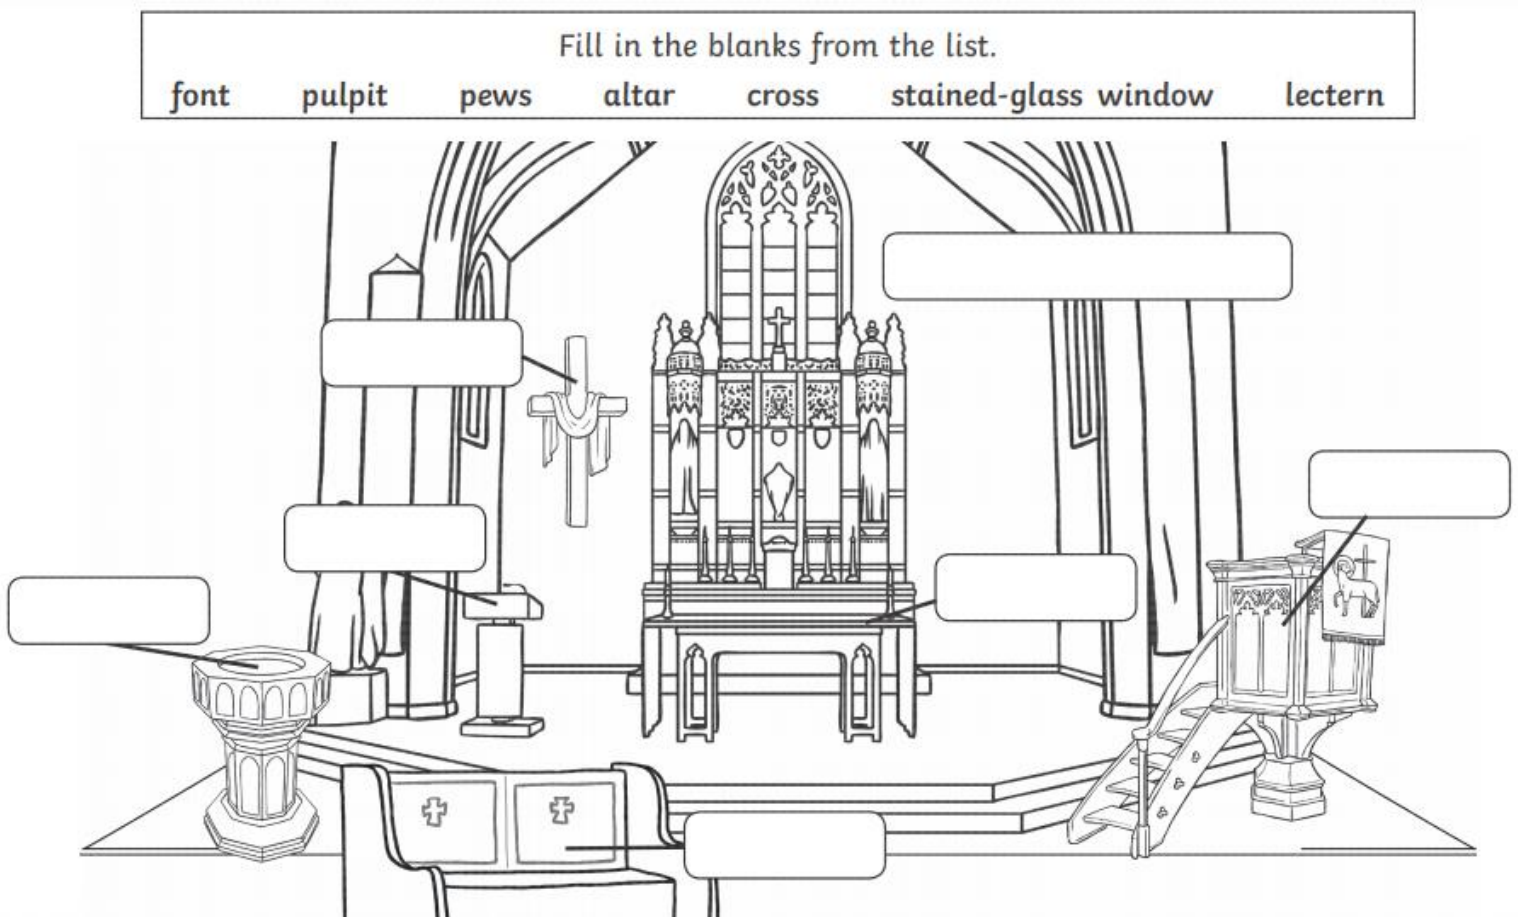 Fill in the blanks from the list.
font pulpit pews altar cross stained-glass window lectern